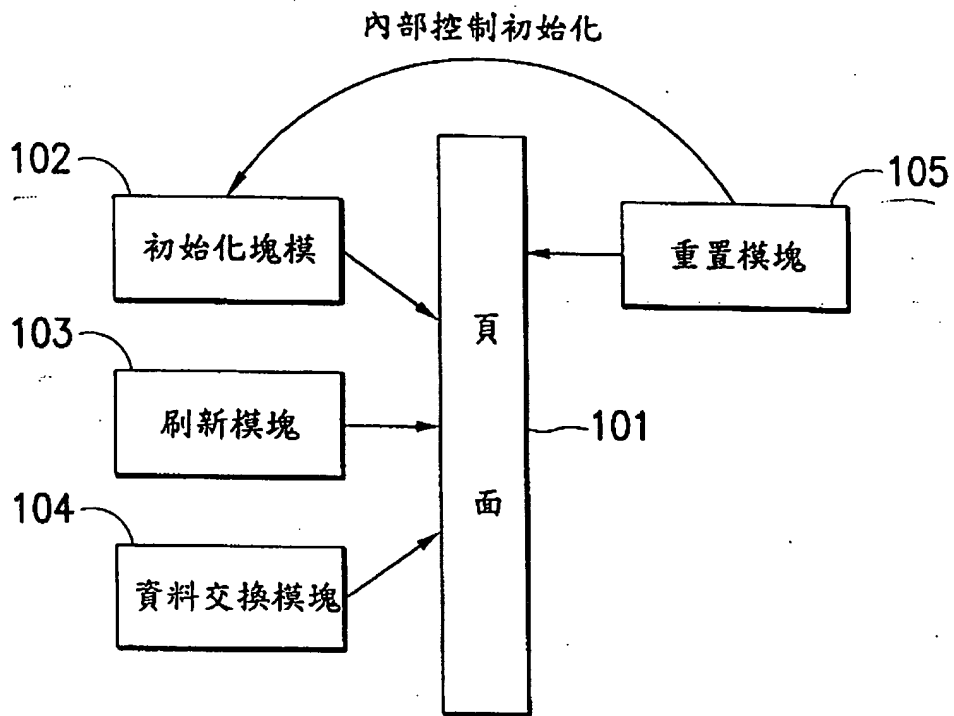 內部控制初始化
102
初始化塊模
105
重置模塊
103
刷新模塊
頁
面
101
104
資料交換模塊